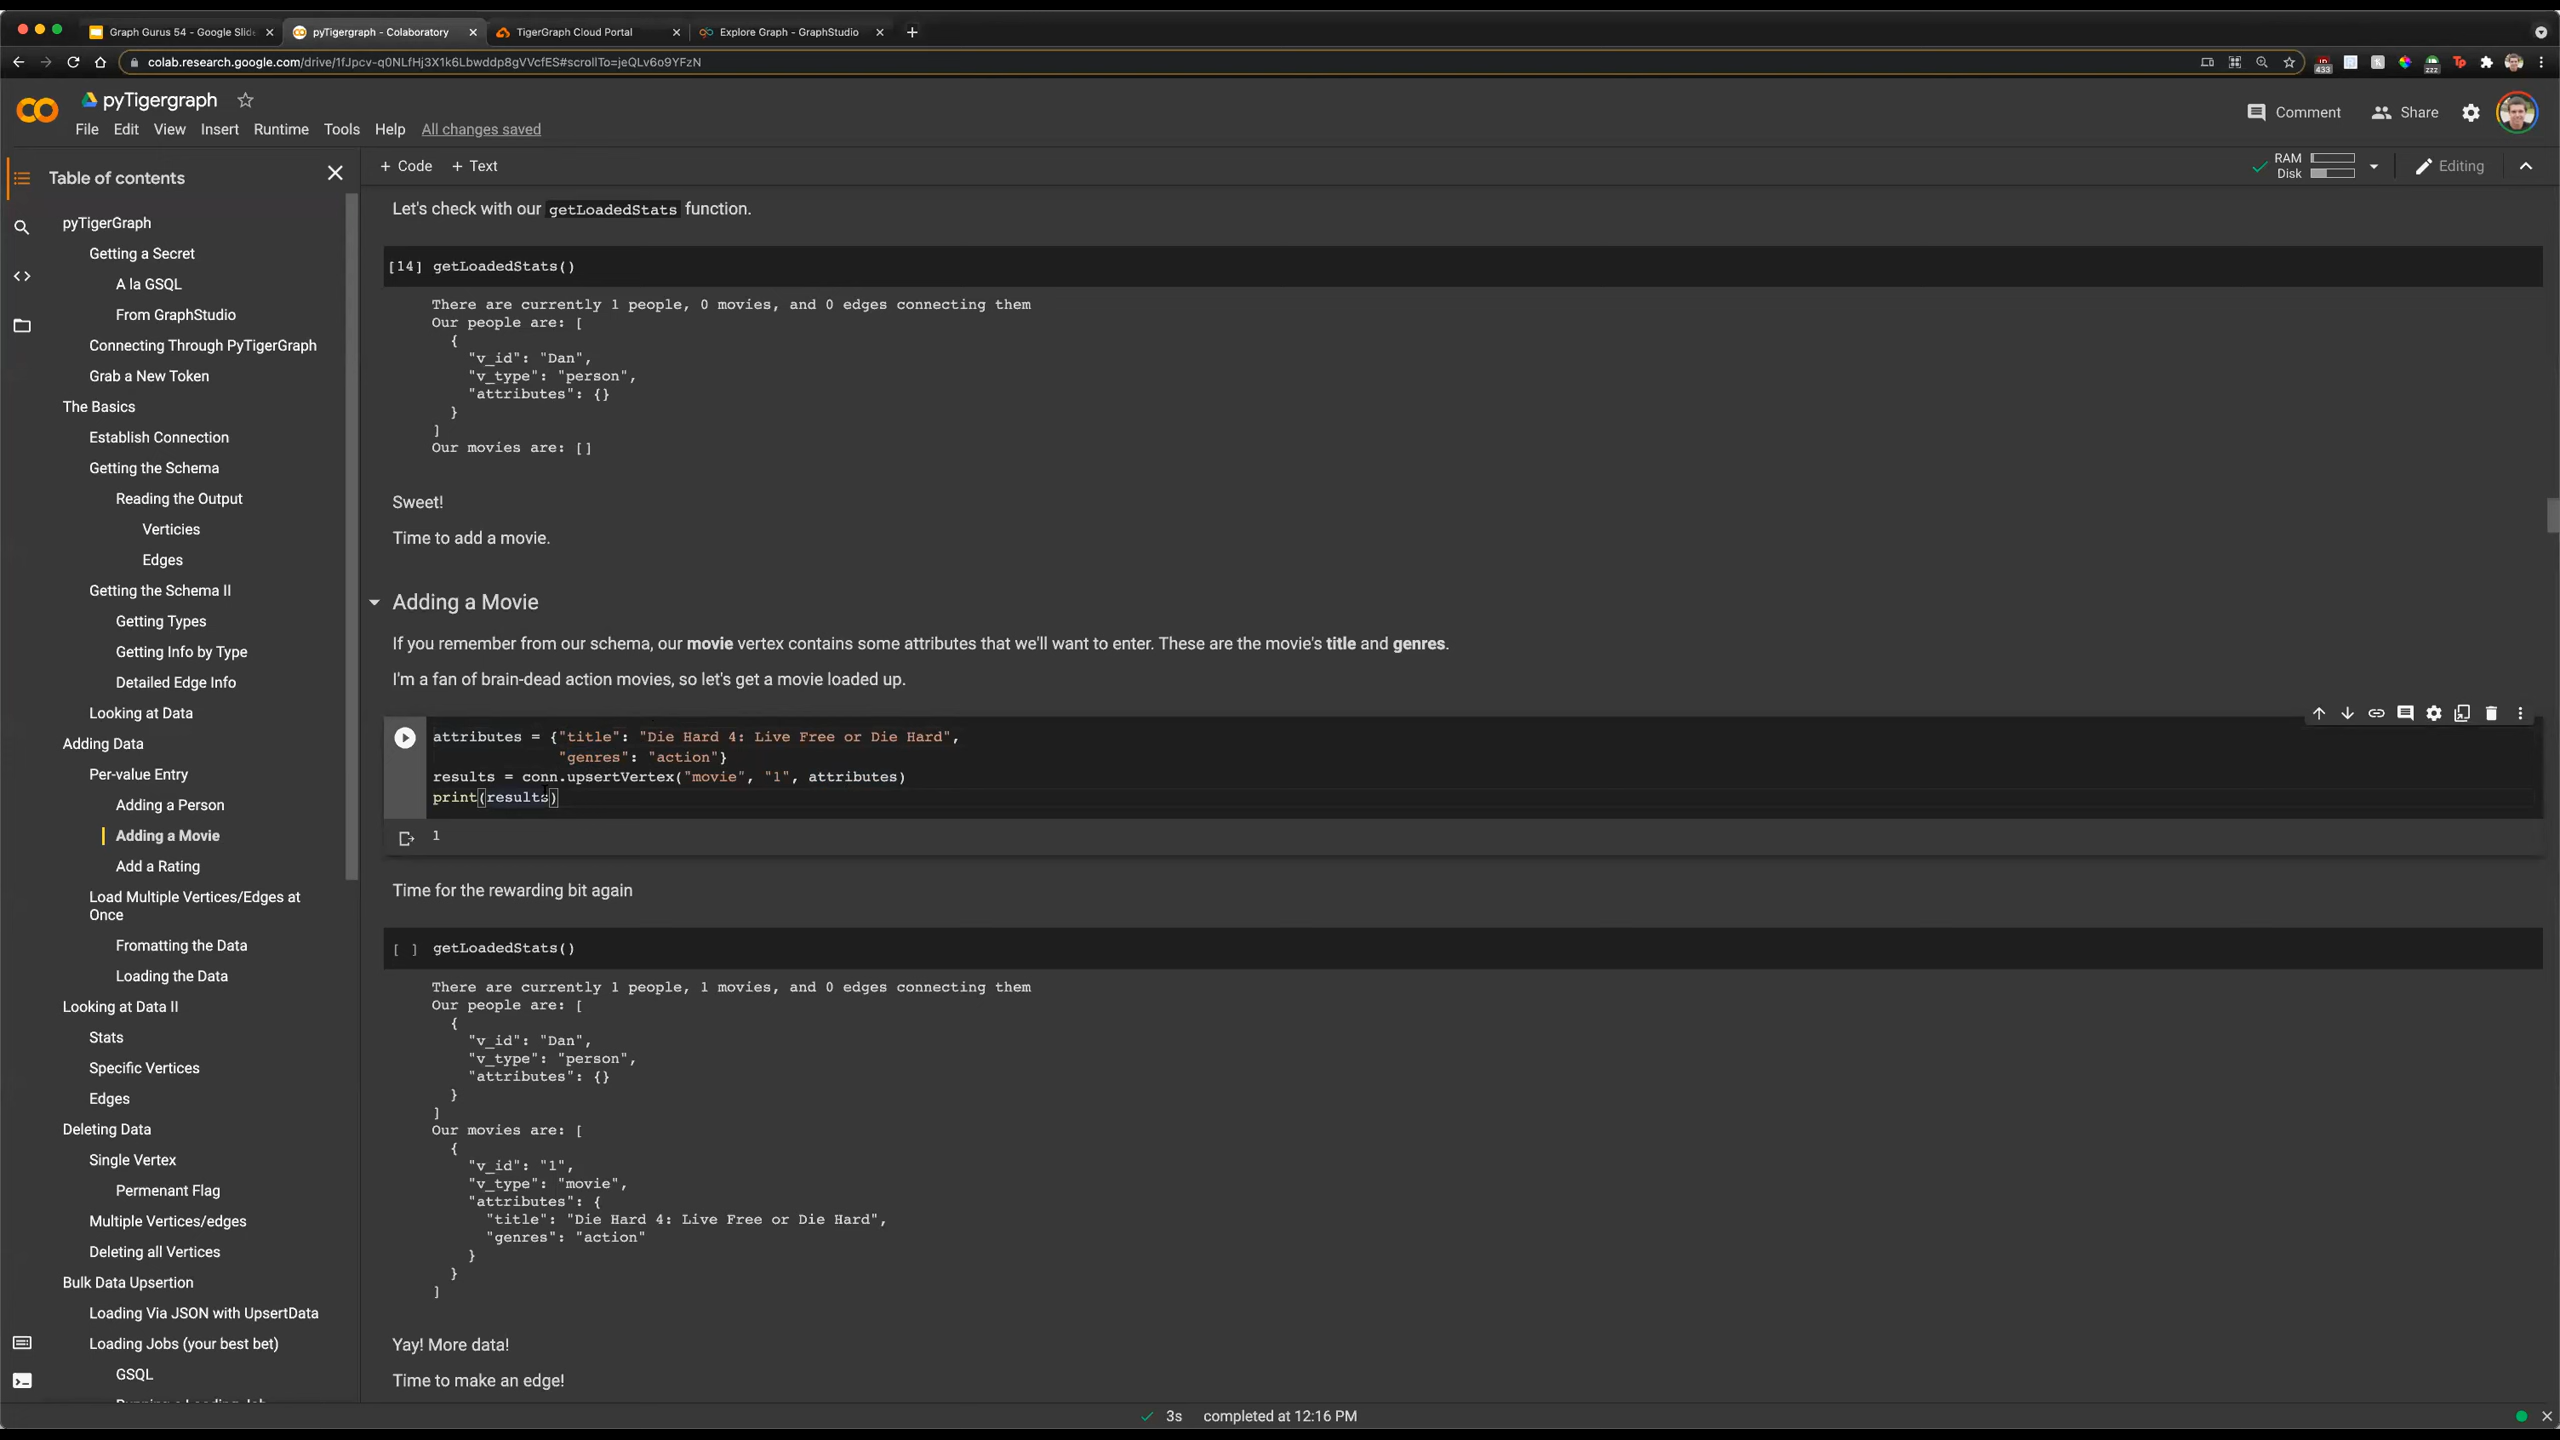 Graph Gurus 54 - Google Slide
pyTigergraph - Colaboratory
TigerGraph Cloud Portal
Explore Graph - GraphStudio
colab.research.google.com/drive/1fJpcv-q0NLfHj3X1k6Lbwddp8gVVcfES#scrollTo=jeQLv6o9YFzN
433
zzz
Tp
pyTigergraph
Comment
Share
File Edit View Insert Runtime Tools Help All changes saved
Table of contents
+ Code + Text
RAM
Disk
Editing
pyTigerGraph
Getting a Secret
A la GSQL
From GraphStudio
Connecting Through PyTigerGraph
Grab a New Token
The Basics
Establish Connection
Getting the Schema
Reading the Output
Verticies
Edges
Getting the Schema II
Getting Types
Getting Info by Type
Detailed Edge Info
Looking at Data
Adding Data
Per-value Entry
Adding a Person
Adding a Movie
Add a Rating
Load Multiple Vertices/Edges at
Once
Fromatting the Data
Loading the Data
Looking at Data II
Stats
Specific Vertices
Edges
Deleting Data
Single Vertex
Permenant Flag
Multiple Vertices/edges
Deleting all Vertices
Bulk Data Upsertion
Loading Via JSON with UpsertData
Loading Jobs (your best bet)
GSQL
Let's check with our getLoadedStats function.
[14] getLoadedStats()
There are currently 1 people, 0 movies, and 0 edges connecting them
Our people are: [
{
"v_id": "Dan",
"v_type": "person",
"attributes": {}
}
]
Our movies are: []
Sweet!
Time to add a movie.
Adding a Movie
If you remember from our schema, our movie vertex contains some attributes that we'll want to enter. These are the movie's title and genres.
I'm a fan of brain-dead action movies, so let's get a movie loaded up.
attributes = {"title": "Die Hard 4: Live Free or Die Hard",
"genres": "action"}
results = conn.upsertVertex("movie", "1", attributes)
print(results)
1
Time for the rewarding bit again
[ ] getLoadedStats()
There are currently 1 people, 1 movies, and 0 edges connecting them
Our people are: [
{
"v_id": "Dan",
"v_type": "person",
"attributes": {}
}
]
Our movies are: [
{
"v_id": "1",
"v_type": "movie",
"attributes": {
"title": "Die Hard 4: Live Free or Die Hard",
"genres": "action"
}
}
]
Yay! More data!
Time to make an edge!
3s completed at 12:16 PM